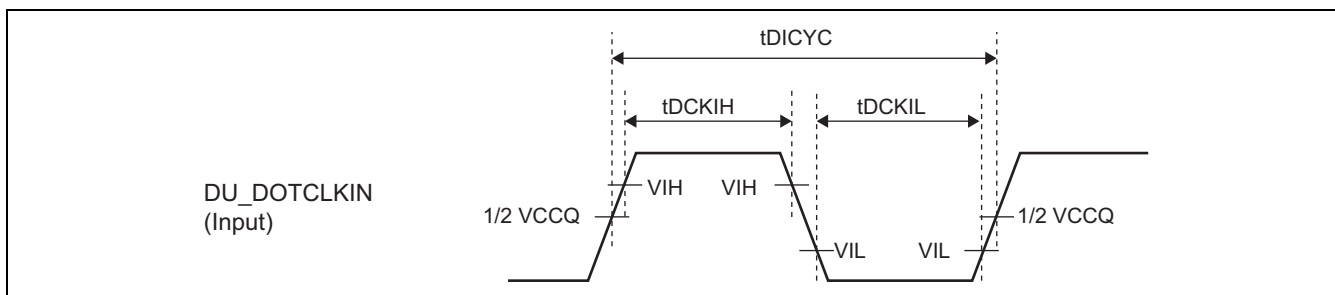 tDICYC
tDCKIH tDCKIL
DU_DOTCLKIN
(Input)
VIH VIH
1/2 VCCQ 1/2 VCCQ
VIL VIL